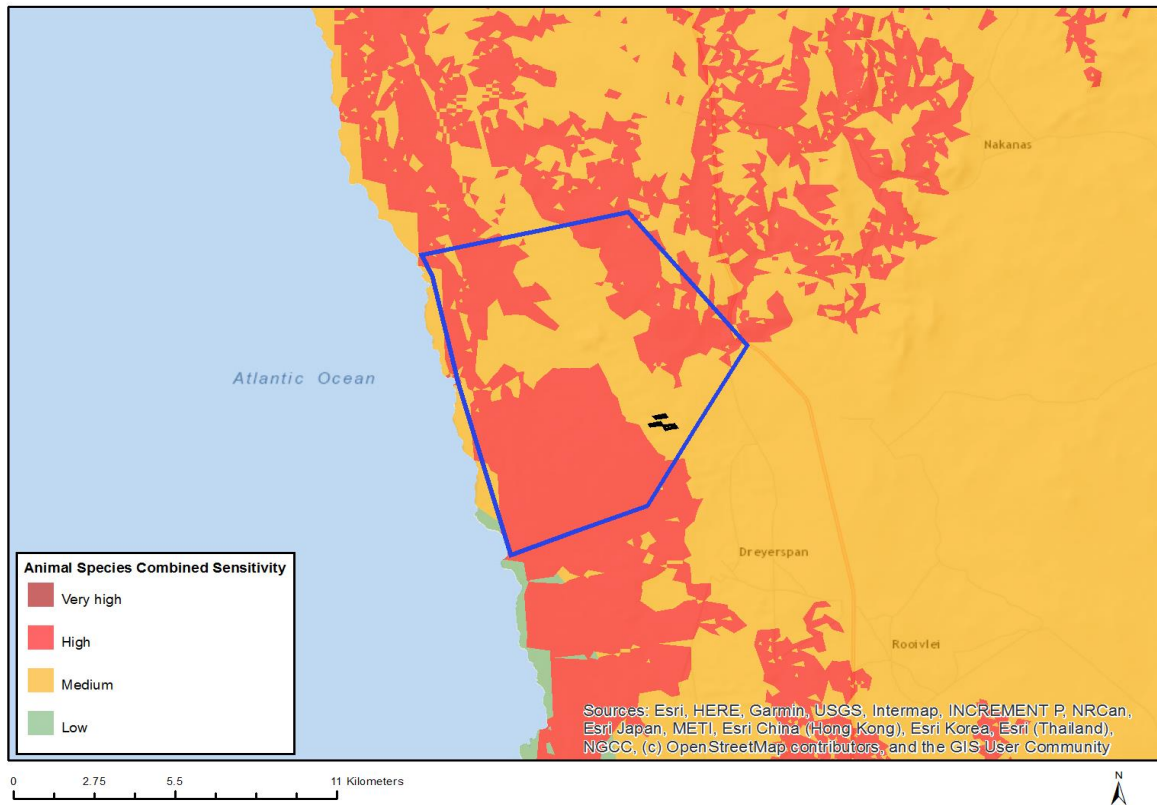 Nakanas
Atlantic Ocean
Dreyerspan
Rooivlei
Animal Species Combined Sensitivity
Very high
High
Medium
Low
Sources: Esri, HERE, Garmin, USGS, Intermap, INCREMENT P, NRCan,
Esri Japan, METI, Esri China (Hong Kong), Esri Korea, Esri (Thailand),
NGCC, (c) OpenStreetMap contributors, and the GIS User Community
0 2.75 5.5 11 Kilometers
N